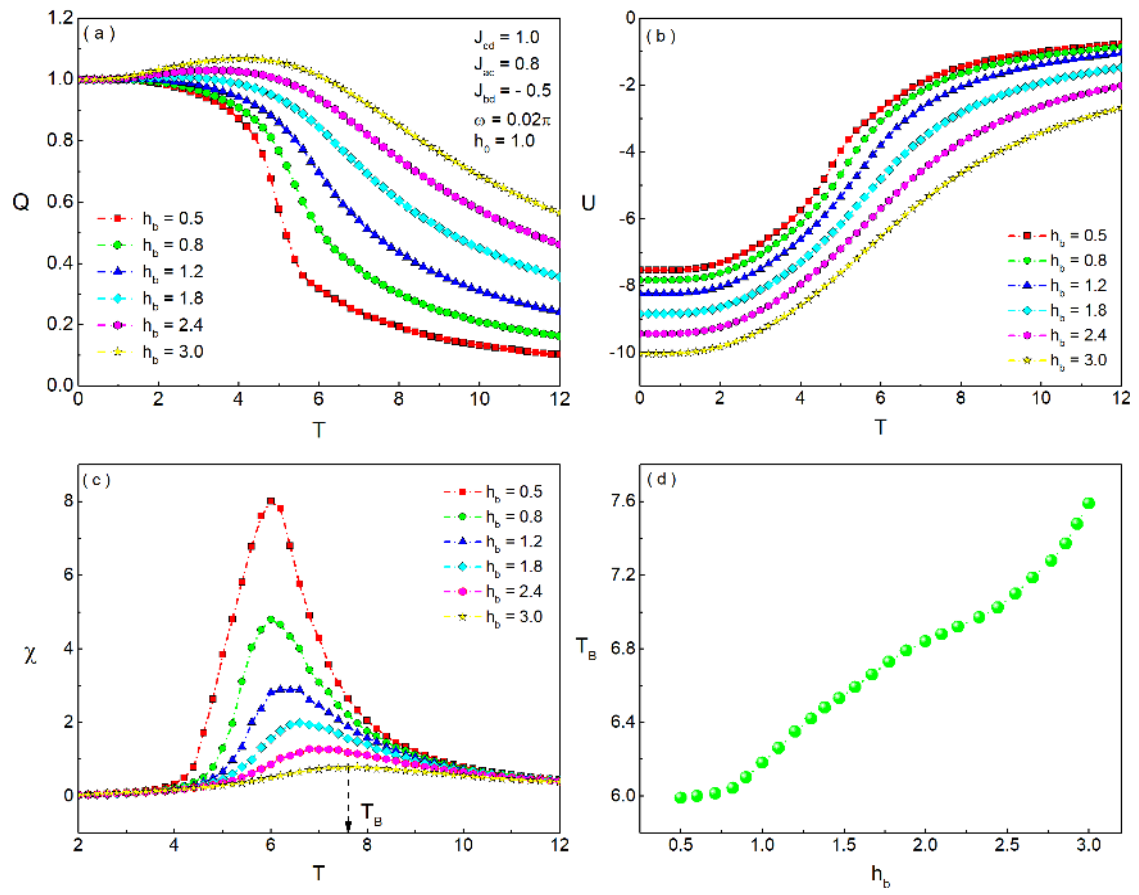 ( a )
1.2
1.0
0.8
0.6
0.4
0.2
0.0
Q
J_cd = 1.0
J_ac = 0.8
J_bd = - 0.5
ω = 0.02π
h_0 = 1.0
h_b = 0.5
h_b = 0.8
h_b = 1.2
h_b = 1.8
h_b = 2.4
h_b = 3.0
0 2 4 6 8 10 12
T
( b )
0
-2
-4
-6
-8
-10
U
h_b = 0.5
h_b = 0.8
h_b = 1.2
h_b = 1.8
h_b = 2.4
h_b = 3.0
0 2 4 6 8 10 12
T
( c )
8
6
4
2
0
χ
h_b = 0.5
h_b = 0.8
h_b = 1.2
h_b = 1.8
h_b = 2.4
h_b = 3.0
T_B
2 4 6 8 10 12
T
( d )
7.6
7.2
6.8
6.4
6.0
T_B
0.5 1.0 1.5 2.0 2.5 3.0
h_b